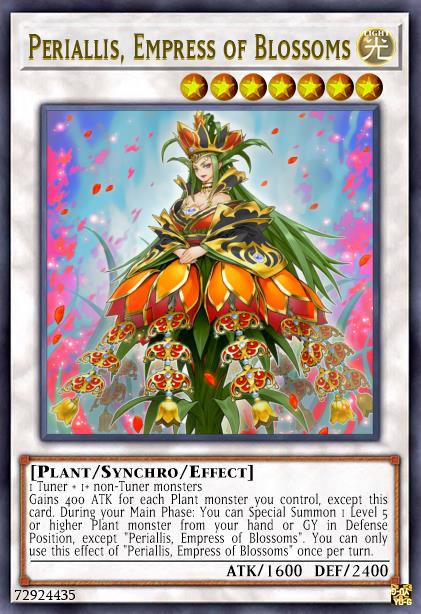 Periallis, Empress of Blossoms
LIGHT
光
[Plant/Synchro/Effect]
1 Tuner + 1+ non-Tuner monsters
Gains 400 ATK for each Plant monster you control, except this
card. During your Main Phase: You can Special Summon 1 Level 5
or higher Plant monster from your hand or GY in Defense
Position, except "Periallis, Empress of Blossoms". You can only
use this effect of "Periallis, Empress of Blossoms" once per turn.
ATK/1600 DEF/2400
72924435